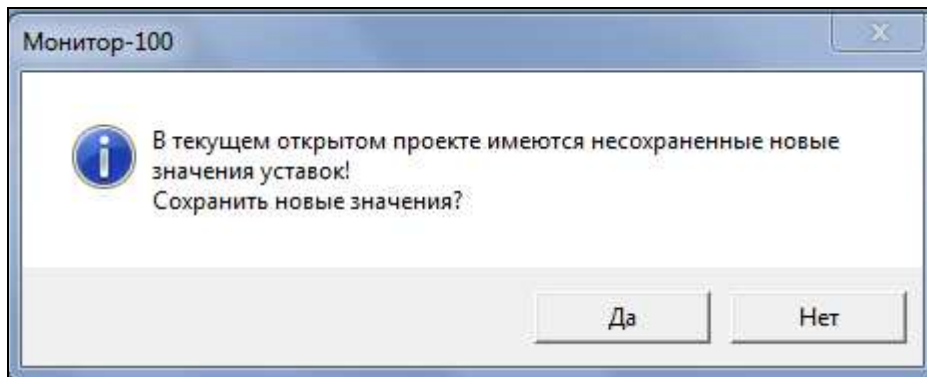 Монитор-100
В текущем открытом проекте имеются несохраненные новые
значения уставок!
Сохранить новые значения?
Да
Нет